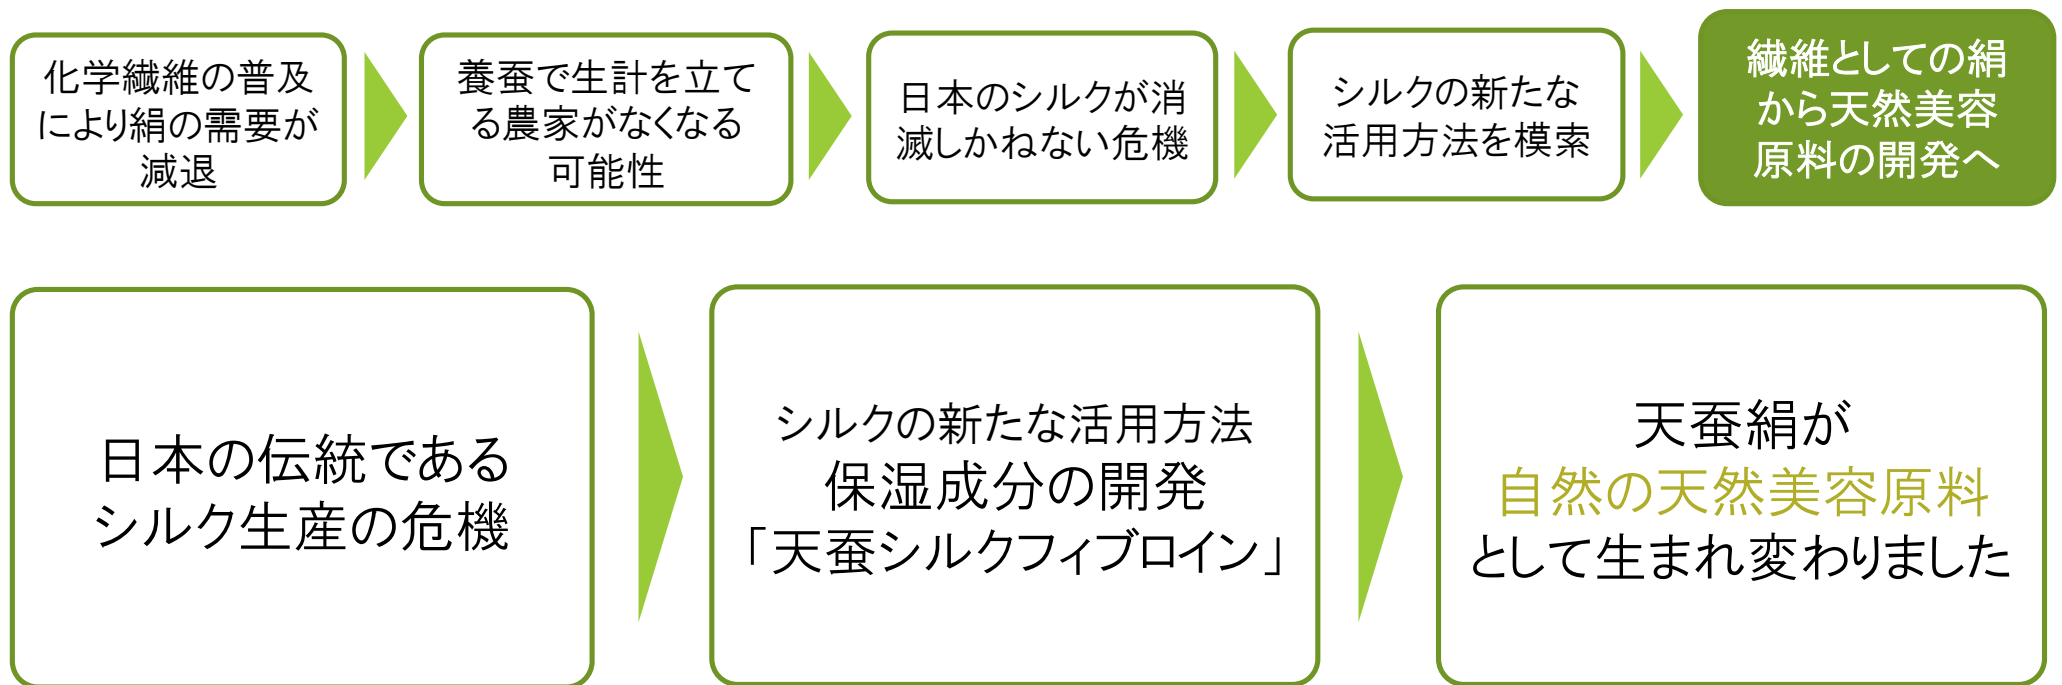 化学繊維の普及
により絹の需要が
減退
養蚕で生計を立て
る農家がなくなる
可能性
日本のシルクが消
滅しかねない危機
シルクの新たな
活用方法を模索
繊維としての絹
から天然美容
原料の開発へ
日本の伝統である
シルク生産の危機
シルクの新たな活用方法
保湿成分の開発
「天蚕シルクフィブロイン」
天蚕絹が
自然の天然美容原料
として生まれ変わりました